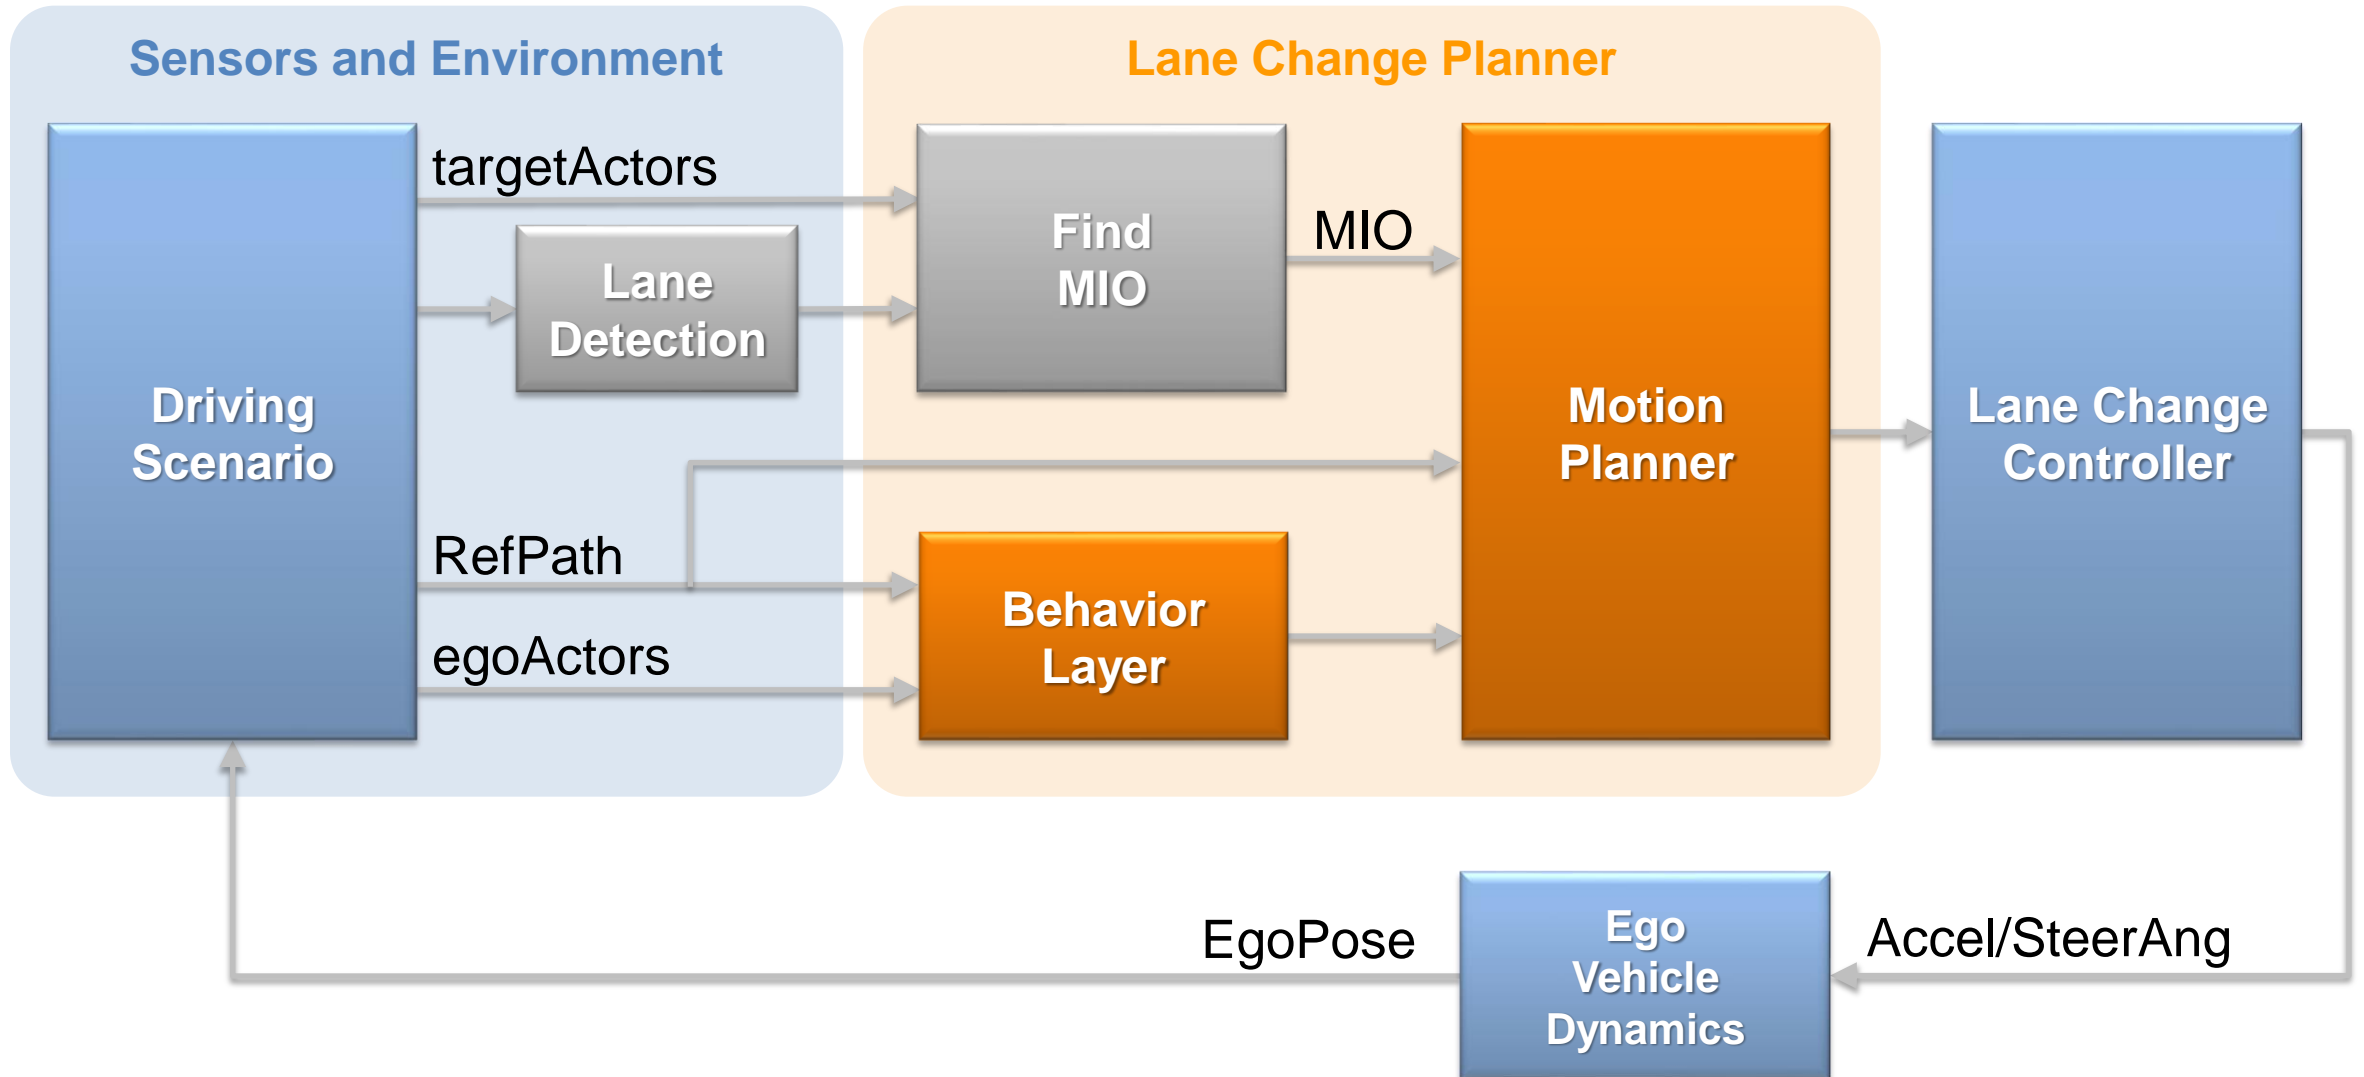 Sensors and Environment
Lane Change Planner
targetActors
Find
MIO
MIO
Lane
Detection
Driving
Scenario
Motion
Planner
Lane Change
Controller
RefPath
Behavior
Layer
egoActors
EgoPose
Ego
Vehicle
Dynamics
Accel/SteerAng